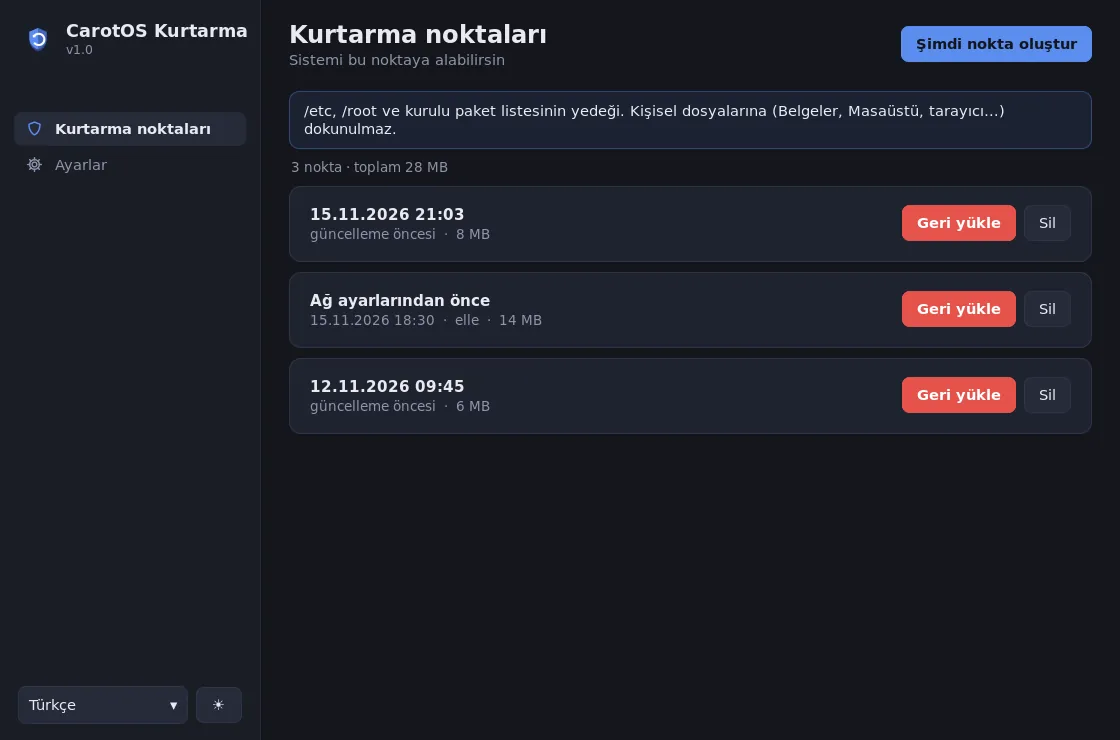 CarotOS Kurtarma
v1.0
Kurtarma noktaları
Ayarlar
Türkçe
Kurtarma noktaları
Sistemi bu noktaya alabilirsin
Şimdi nokta oluştur
/etc, /root ve kurulu paket listesinin yedeği. Kişisel dosyalarına (Belgeler, Masaüstü, tarayıcı...)
dokunulmaz.
3 nokta · toplam 28 MB
15.11.2026 21:03
güncelleme öncesi · 8 MB
Geri yükle
Sil
Ağ ayarlarından önce
15.11.2026 18:30 · elle · 14 MB
Geri yükle
Sil
12.11.2026 09:45
güncelleme öncesi · 6 MB
Geri yükle
Sil